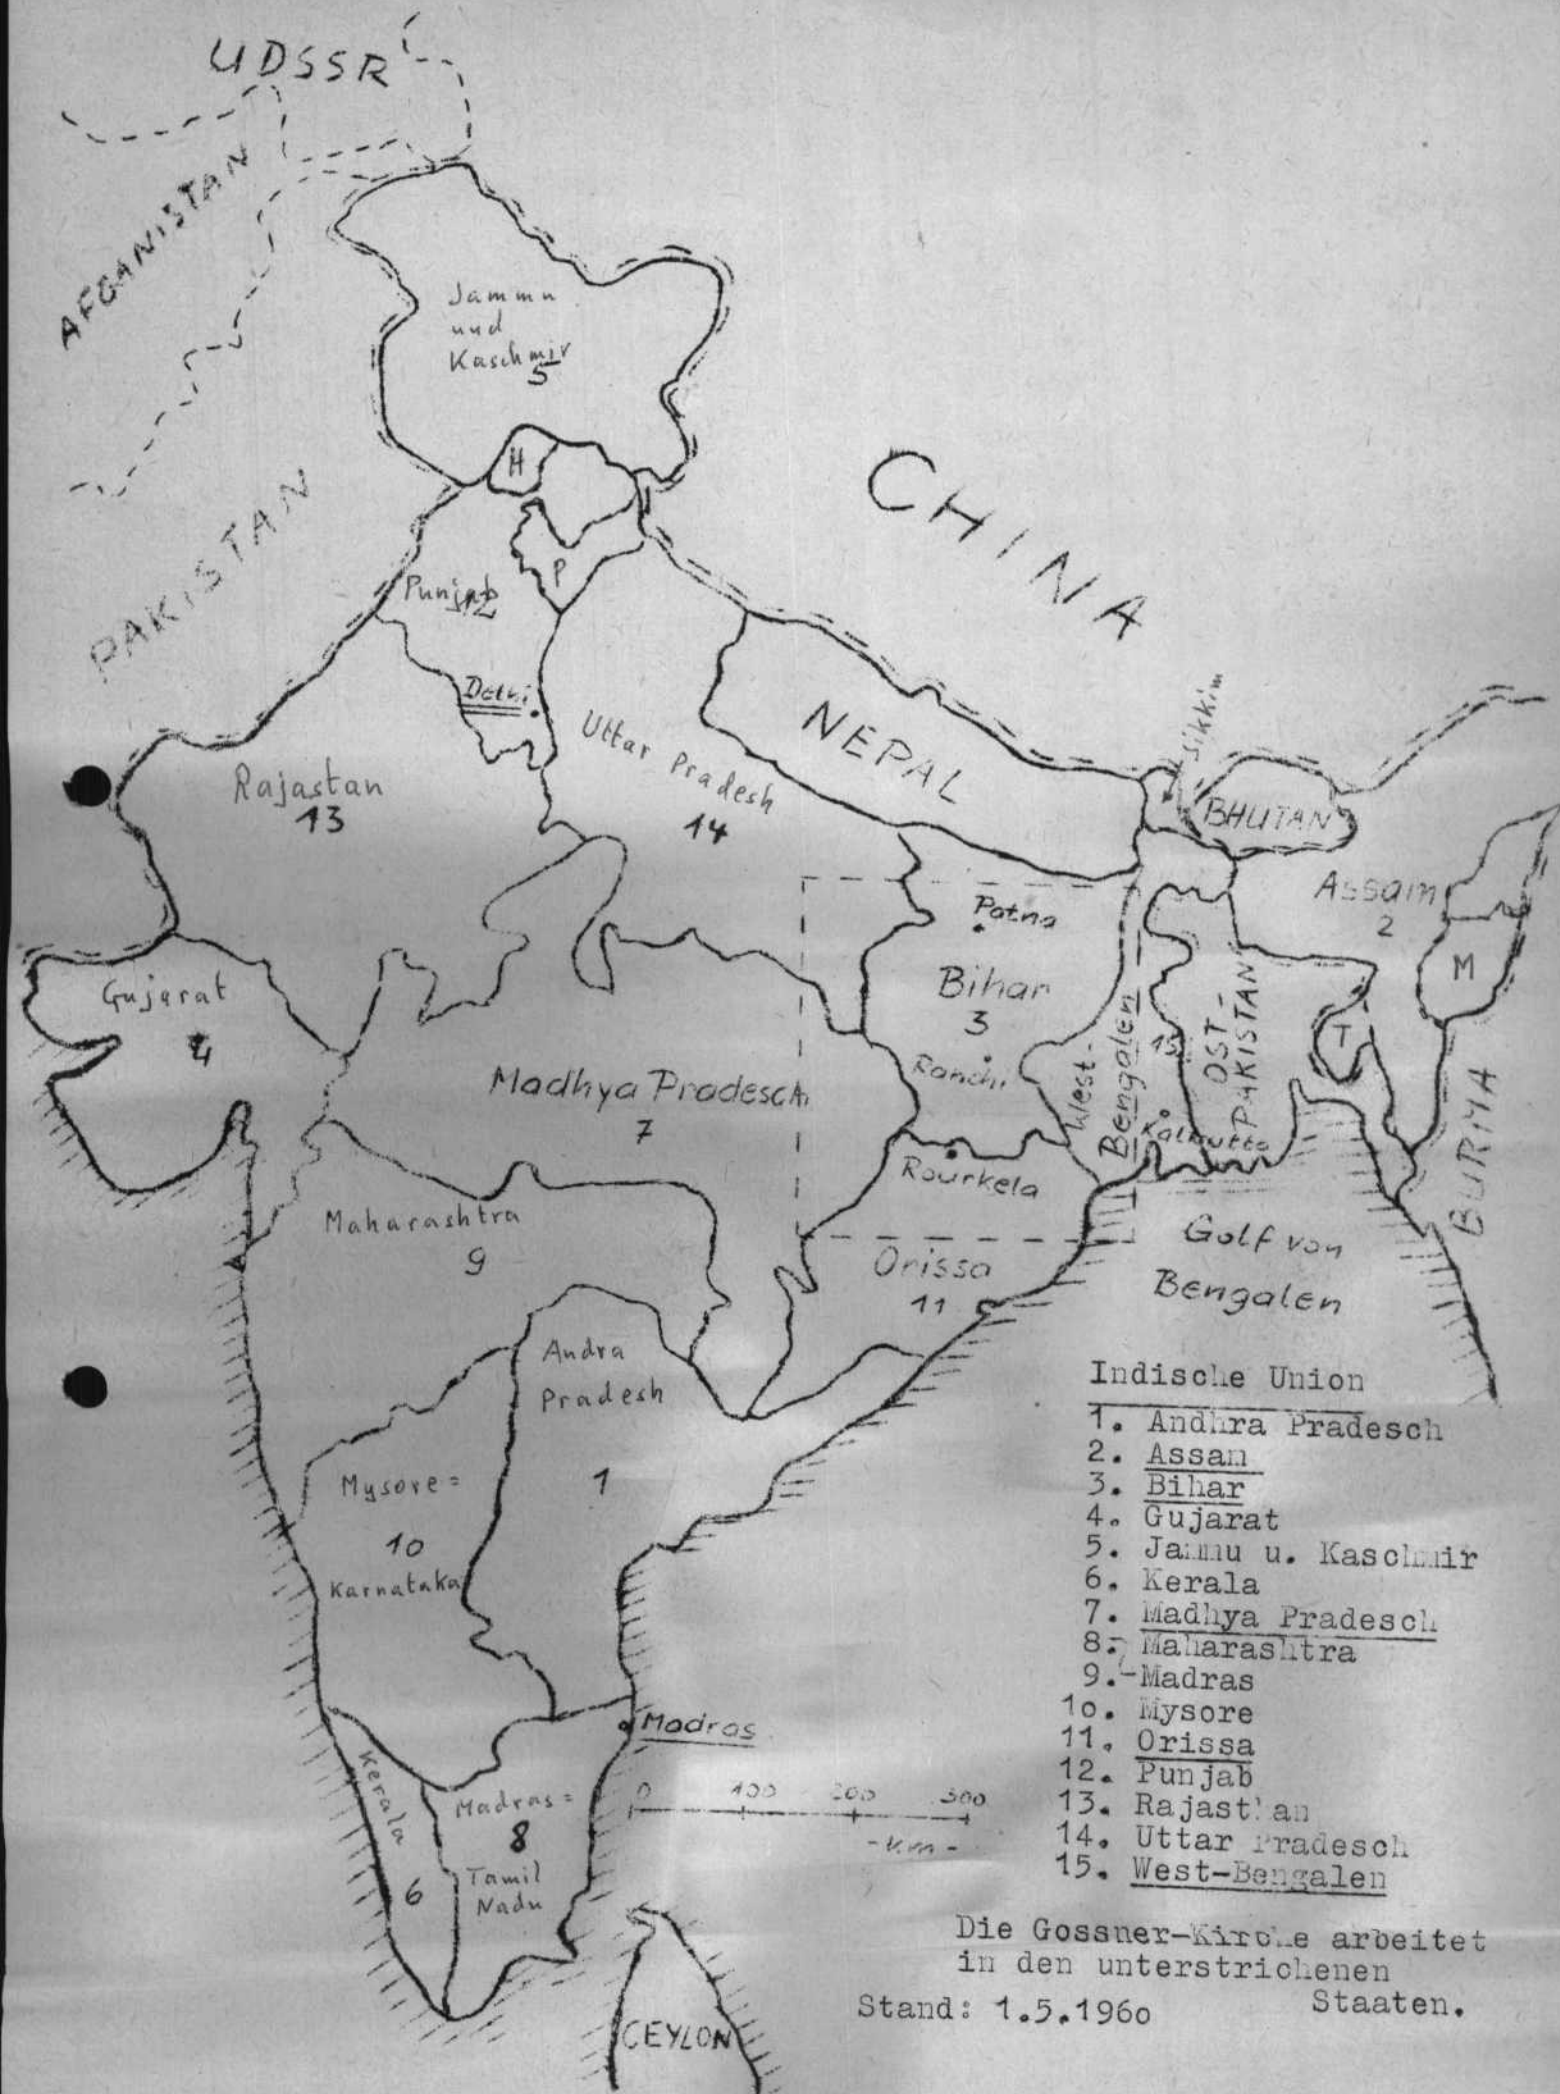 UDSSR
AFGANISTAN
PAKISTAN
CHINA
Jammu
und
Kaschmir
5
H
Punjab
12
P
Delhi
Rajastan
13
Uttar Pradesh
14
NEPAL
Sikkim
BHUTAN
Assam
2
M
T
Gujarat
4
Patna
Bihar
3
Ranchi
West-
Bengalen
15
OST-
PAKISTAN
Kalkutta
BURMA
Madhya Pradesch
7
Rourkela
Maharashtra
9
Orissa
11
Golf von
Bengalen
Andra
Pradesh
1
Mysore=
10
Karnataka
Madras
Kerala
6
Madras=
8
Tamil
Nadu
0 100 200 300
-km-
CEYLON
Indische Union
1. Andhra Pradesch
2. Assam
3. Bihar
4. Gujarat
5. Jammu u. Kaschmir
6. Kerala
7. Madhya Pradesch
8. Maharashtra
9. Madras
1o. Mysore
11. Orissa
12. Punjab
13. Rajasthan
14. Uttar Pradesch
15. West-Bengalen
Die Gossner-Kirche arbeitet
in den unterstrichenen
Staaten.
Stand: 1.5.196o